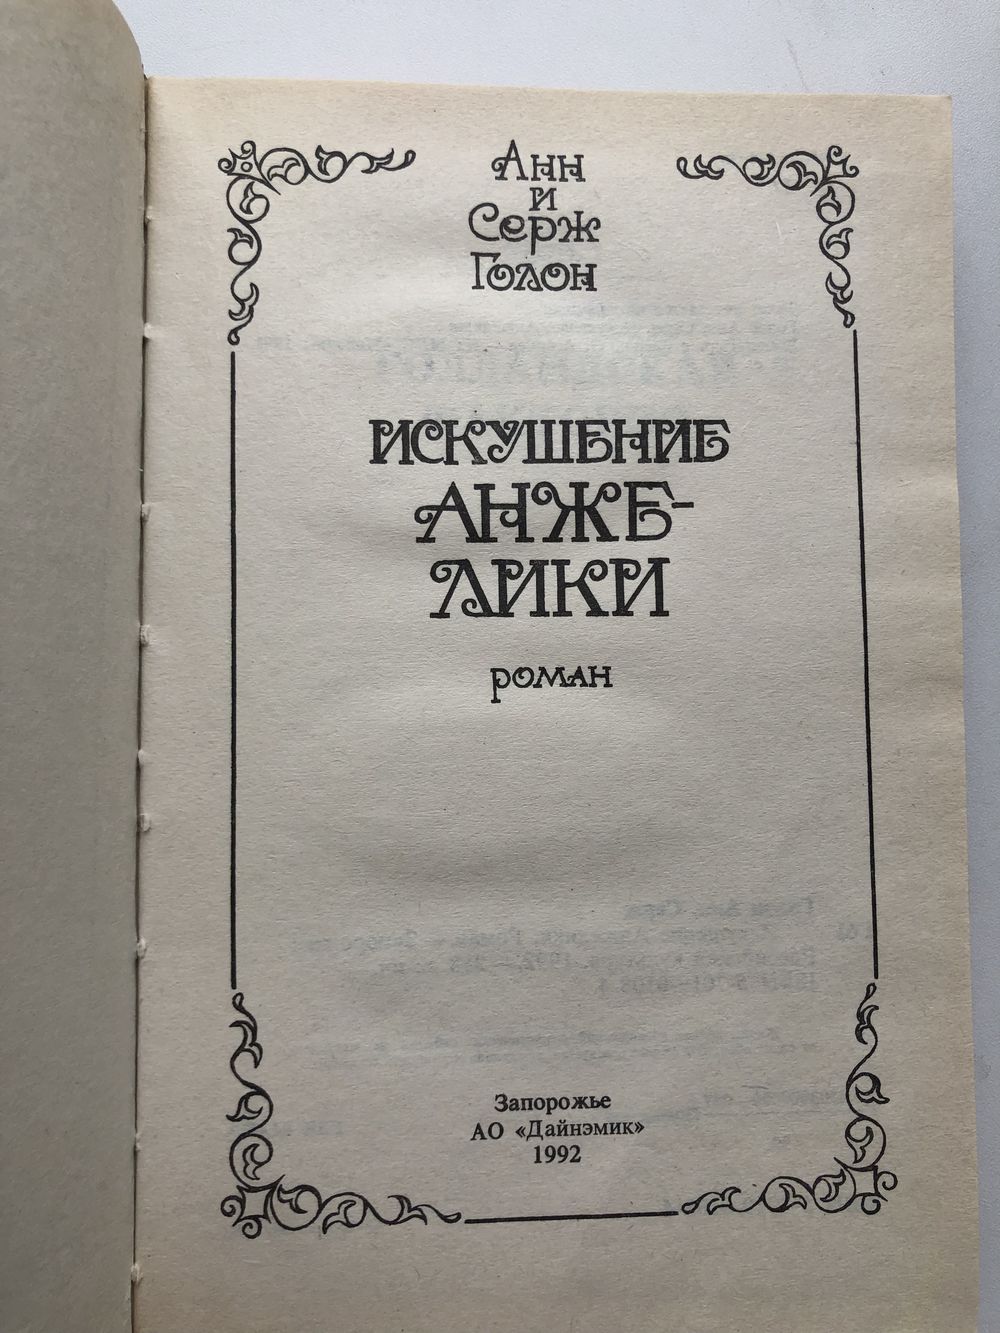 Анн
и
Серж
Голон
ИСКУШЕНИЕ
АНЖЕ-
ЛИКИ
роман
Запорожье
АО «Дайнэмик»
1992